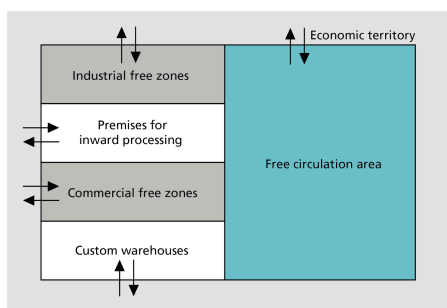 Economic territory
Industrial free zones
Premises for
inward processing
Free circulation area
Commercial free zones
Custom warehouses